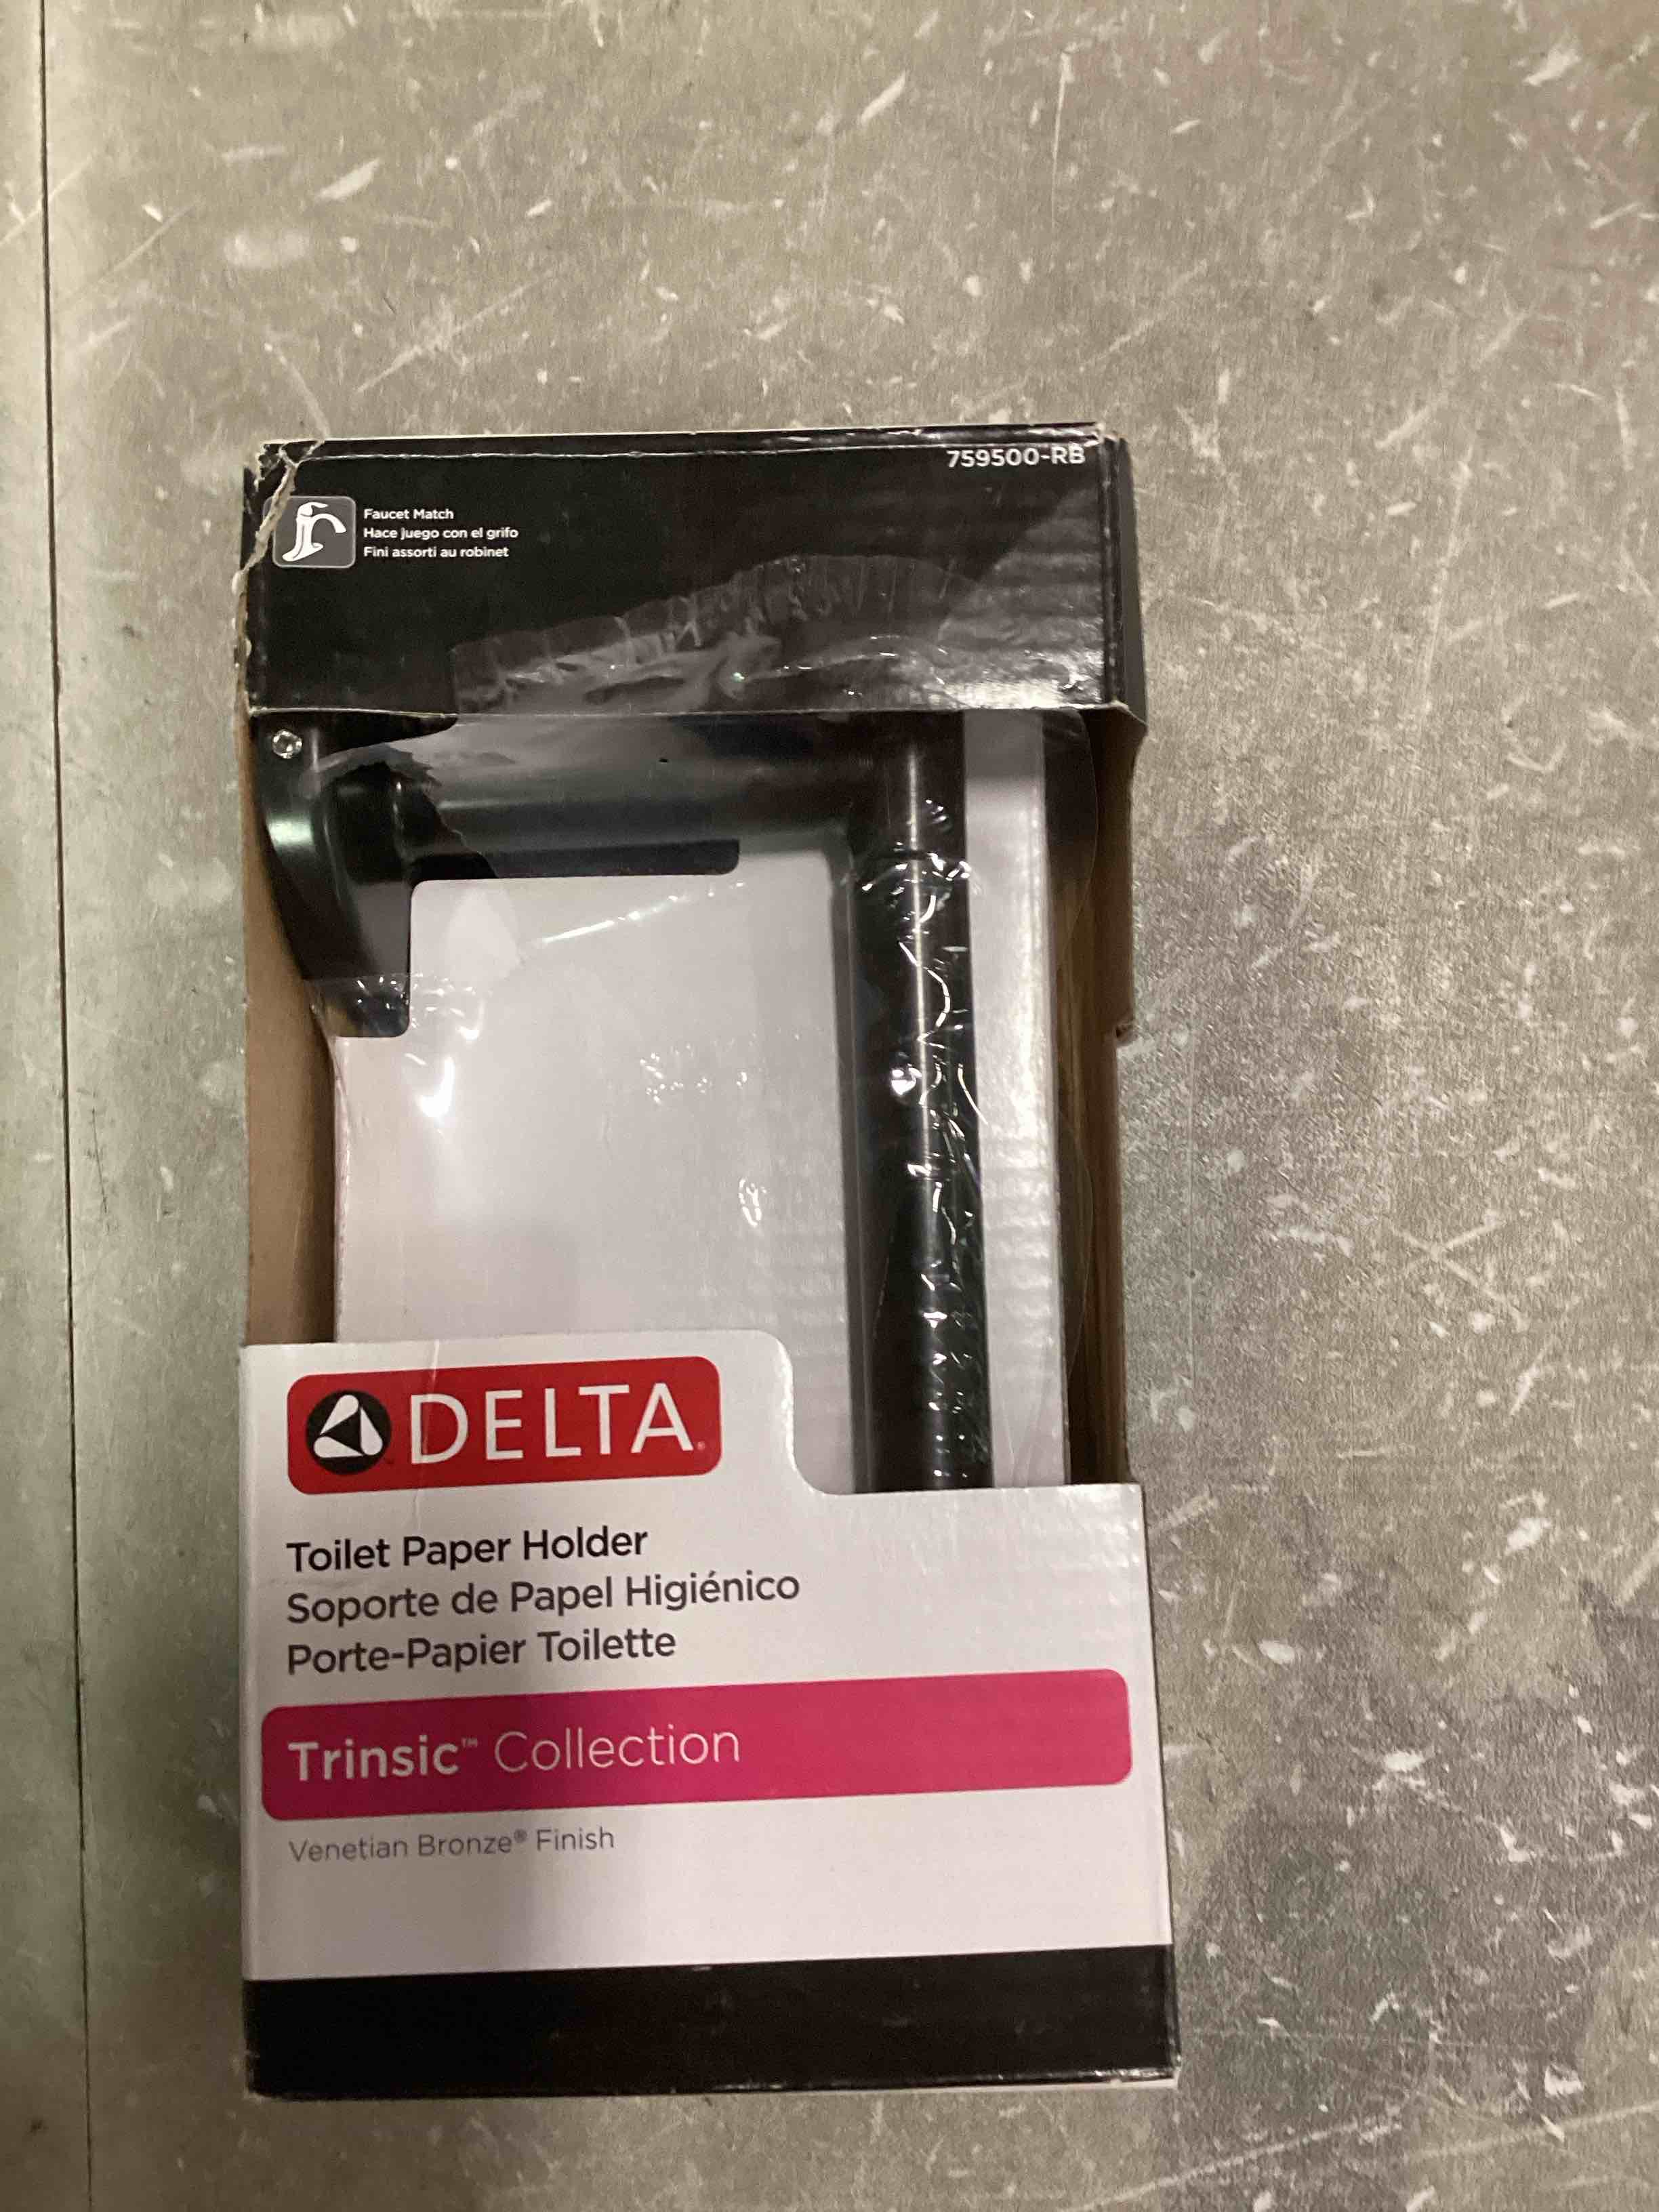 759500-RB
Faucet Match
Hace juego con el grifo
Fini assorti au robinet
DELTA®
Toilet Paper Holder
Soporte de Papel Higiénico
Porte-Papier Toilette
Trinsic™ Collection
Venetian Bronze® Finish